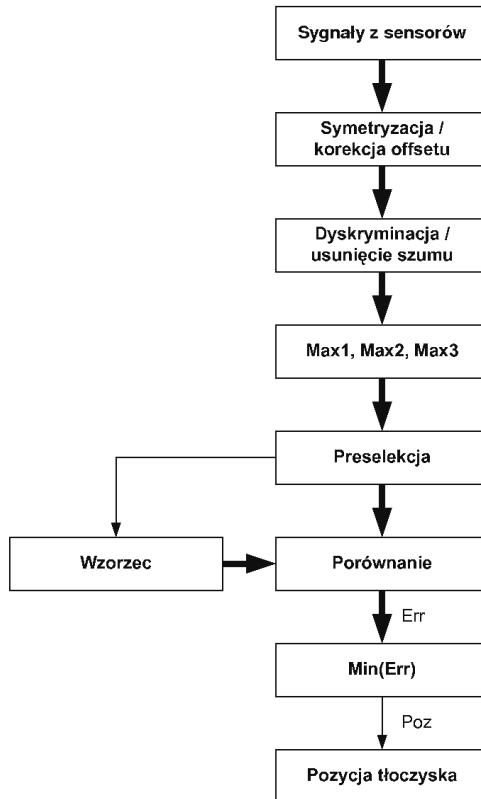 Sygnały z sensorów
Symetryzacja /
korekcja offsetu
Dyskryminacja /
usunięcie szumu
Max1, Max2, Max3
Preselekcja
Wzorzec
Porównanie
Err
Min(Err)
Poz
Pozycja tłoczyska